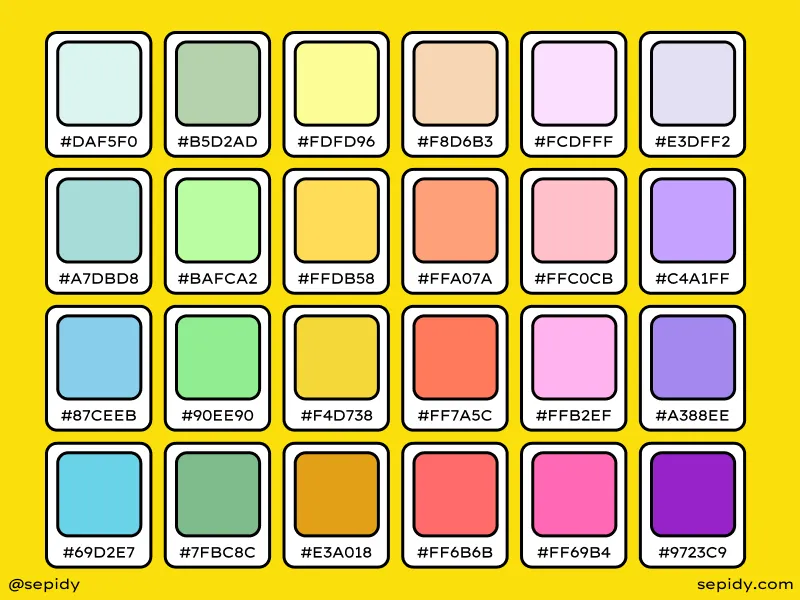 #DAF5F0 #B5D2AD #FDFD96 #F8D6B3 #FCDFFF #E3DFF2
#A7DBD8 #BAFCA2 #FFDB58 #FFA07A #FFC0CB #C4A1FF
#87CEEB #90EE90 #F4D738 #FF7A5C #FFB2EF #A388EE
#69D2E7 #7FBC8C #E3A018 #FF6B6B #FF69B4 #9723C9
@sepidy sepidy.com